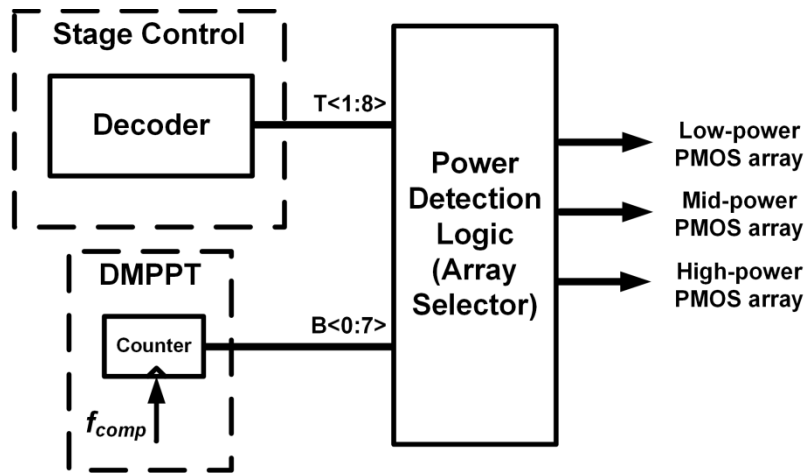 Stage Control
Decoder
T<1:8>
DMPPT
Counter
f_comp
B<0:7>
Power
Detection
Logic
(Array
Selector)
Low-power
PMOS array
Mid-power
PMOS array
High-power
PMOS array